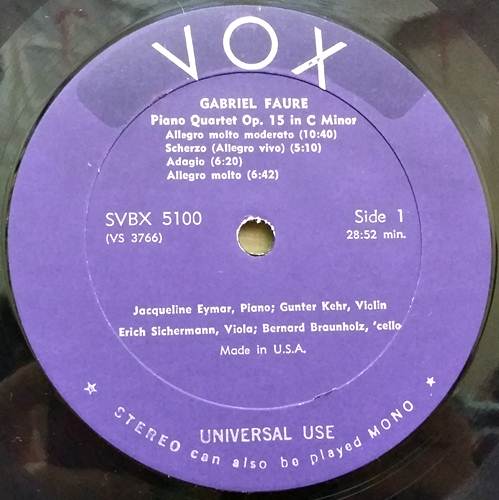 VOX
GABRIEL FAURE
Piano Quartet Op. 15 in C Minor
Allegro molto moderato (10:40)
Scherzo (Allegro vivo) (5:10)
Adagio (6:20)
Allegro molto (6:42)
SVBX 5100 Side 1
(VS 3766) 28:52 min.
Jacqueline Eymar, Piano; Gunter Kehr, Violin
Erich Sichermann, Viola; Bernard Braunholz, 'cello
Made in U.S.A.
UNIVERSAL USE
★ STEREO can also be played MONO ★